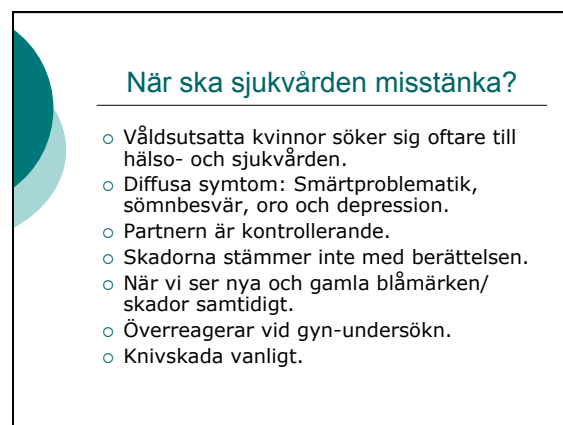 När ska sjukvården misstänka?
Våldsutsatta kvinnor söker sig oftare till
hälso- och sjukvården.
Diffusa symtom: Smärtproblematik,
sömnbesvär, oro och depression.
Partnern är kontrollerande.
Skadorna stämmer inte med berättelsen.
När vi ser nya och gamla blåmärken/
skador samtidigt.
Överreagerar vid gyn-undersökn.
Knivskada vanligt.